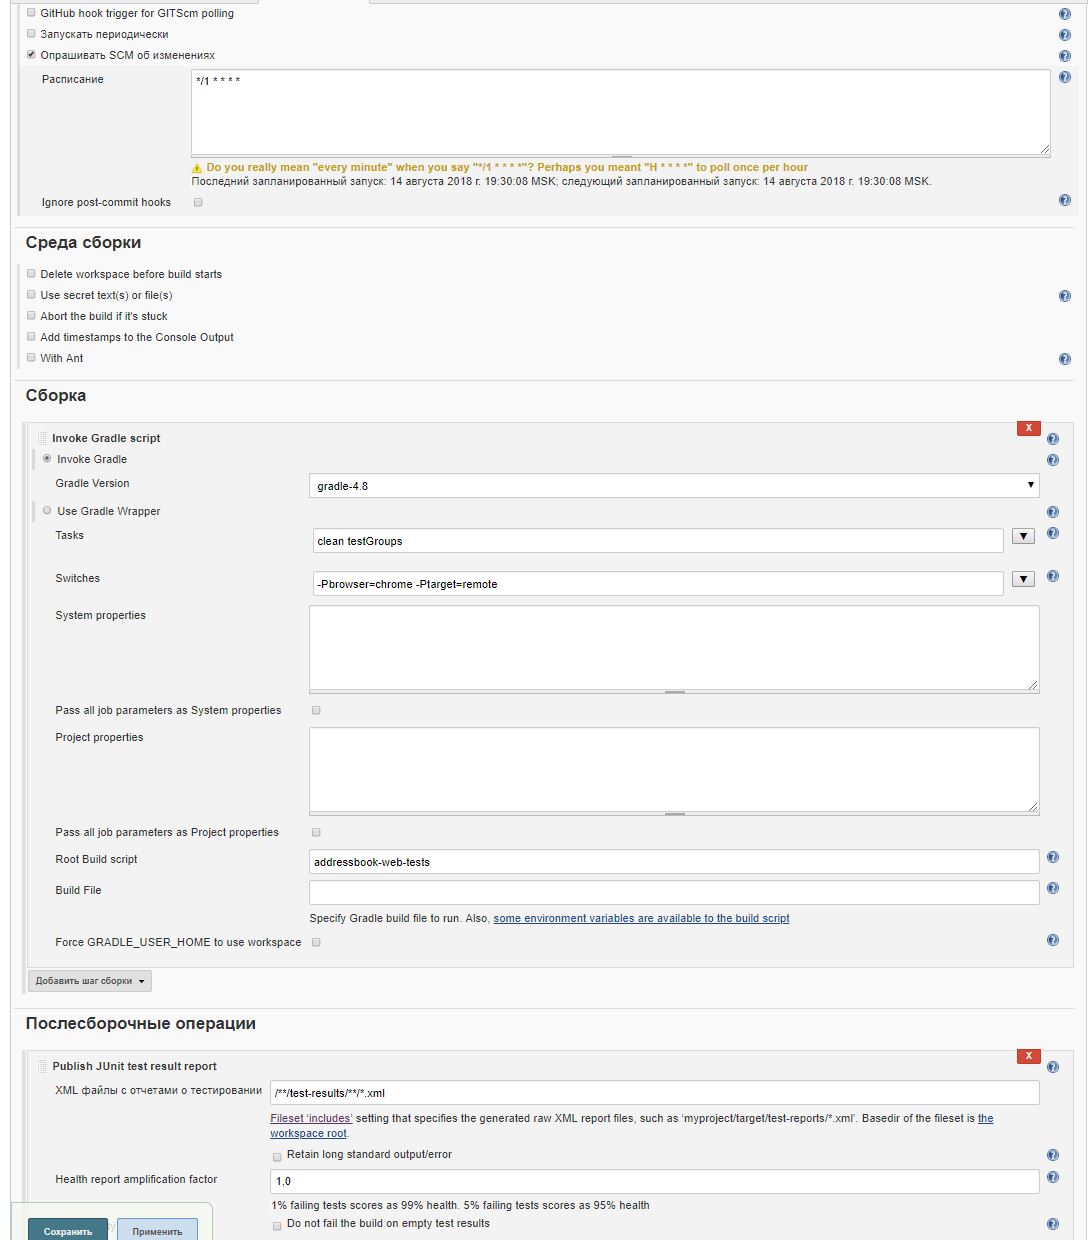 GitHub hook trigger for GITScm polling
Запускать периодически
Опрашивать SCM об изменениях
Расписание
*/1 * * * *
Do you really mean "every minute" when you say "*/1 * * * *"? Perhaps you meant "H * * * *" to poll once per hour
Последний запланированный запуск: 14 августа 2018 г. 19:30:08 MSK; следующий запланированный запуск: 14 августа 2018 г. 19:30:08 MSK.
Ignore post-commit hooks
Среда сборки
Delete workspace before build starts
Use secret text(s) or file(s)
Abort the build if it's stuck
Add timestamps to the Console Output
With Ant
Сборка
X
Invoke Gradle script
Invoke Gradle
Gradle Version
gradle-4.8
Use Gradle Wrapper
Tasks
clean testGroups
Switches
-Pbrowser=chrome -Ptarget=remote
System properties
Pass all job parameters as System properties
Project properties
Pass all job parameters as Project properties
Root Build script
addressbook-web-tests
Build File
Specify Gradle build file to run. Also, some environment variables are available to the build script
Force GRADLE_USER_HOME to use workspace
Добавить шаг сборки
Послесборочные операции
X
Publish JUnit test result report
XML файлы с отчетами о тестировании
/**/test-results/**/*.xml
Fileset 'includes' setting that specifies the generated raw XML report files, such as 'myproject/target/test-reports/*.xml'. Basedir of the fileset is the
workspace root.
Retain long standard output/error
Health report amplification factor
1,0
1% failing tests scores as 99% health. 5% failing tests scores as 95% health
Do not fail the build on empty test results
Сохранить
Применить